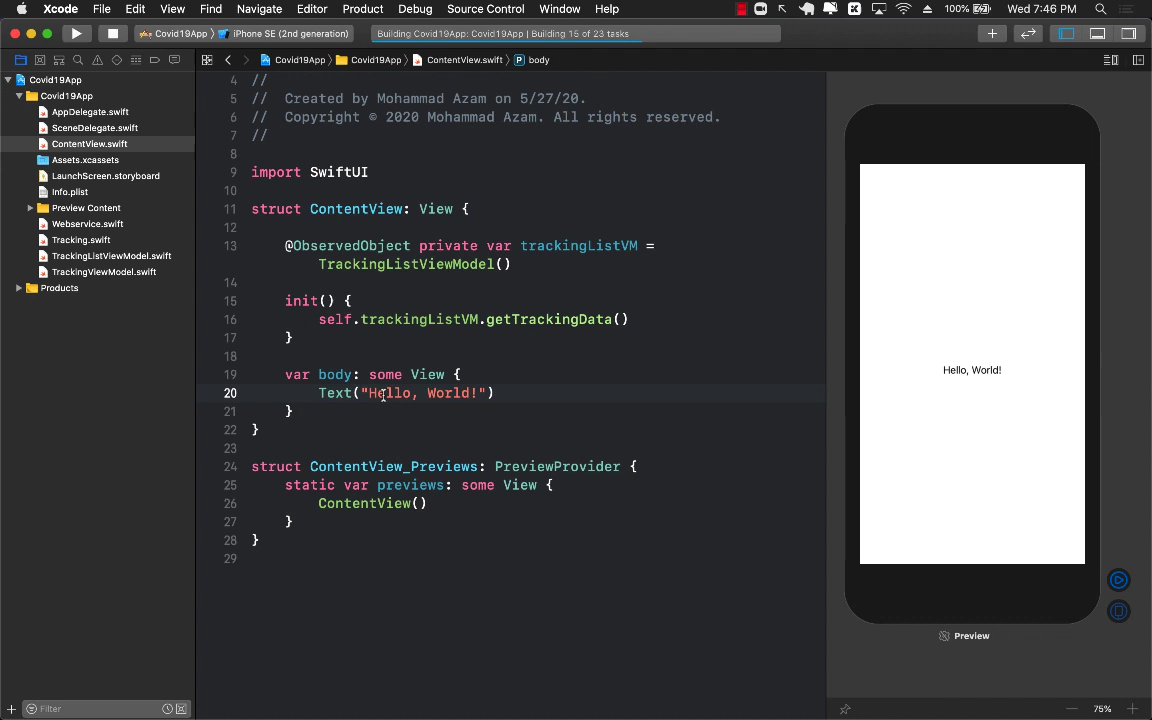 Xcode File Edit View Find Navigate Editor Product Debug Source Control Window Help 100% Wed 7:46 PM
Covid19App iPhone SE (2nd generation) Building Covid19App: Covid19App | Building 15 of 23 tasks
Covid19App Covid19App ContentView.swift P body
Covid19App
Covid19App
AppDelegate.swift
SceneDelegate.swift
ContentView.swift
Assets.xcassets
LaunchScreen.storyboard
Info.plist
Preview Content
Webservice.swift
Tracking.swift
TrackingListViewModel.swift
TrackingViewModel.swift
Products
Filter
4 //
5 // Created by Mohammad Azam on 5/27/20.
6 // Copyright © 2020 Mohammad Azam. All rights reserved.
7 //
8
9 import SwiftUI
10
11 struct ContentView: View {
12
13 @ObservedObject private var trackingListVM =
TrackingListViewModel()
14
15 init() {
16 self.trackingListVM.getTrackingData()
17 }
18
19 var body: some View {
20 Text("Hello, World!")
21 }
22 }
23
24 struct ContentView_Previews: PreviewProvider {
25 static var previews: some View {
26 ContentView()
27 }
28 }
29
Hello, World!
Preview
75%